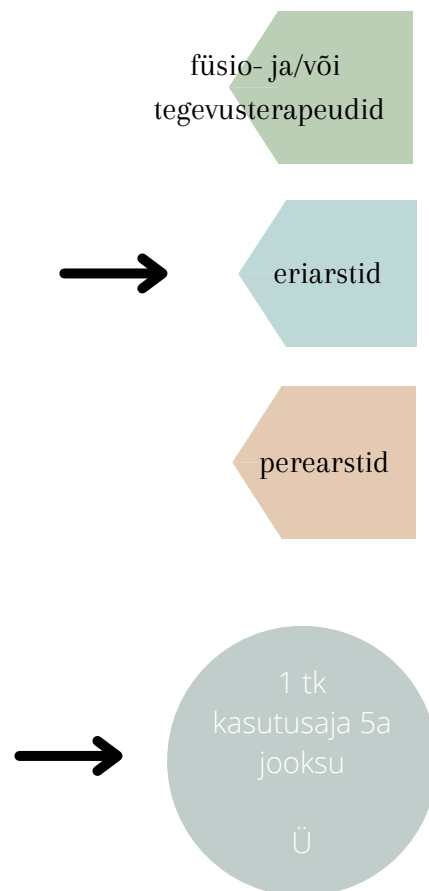 füsio- ja/või
tegevusterapeudid
eriarstid
perearstid
1 tk
kasutusaja 5a
jooksu
Ü